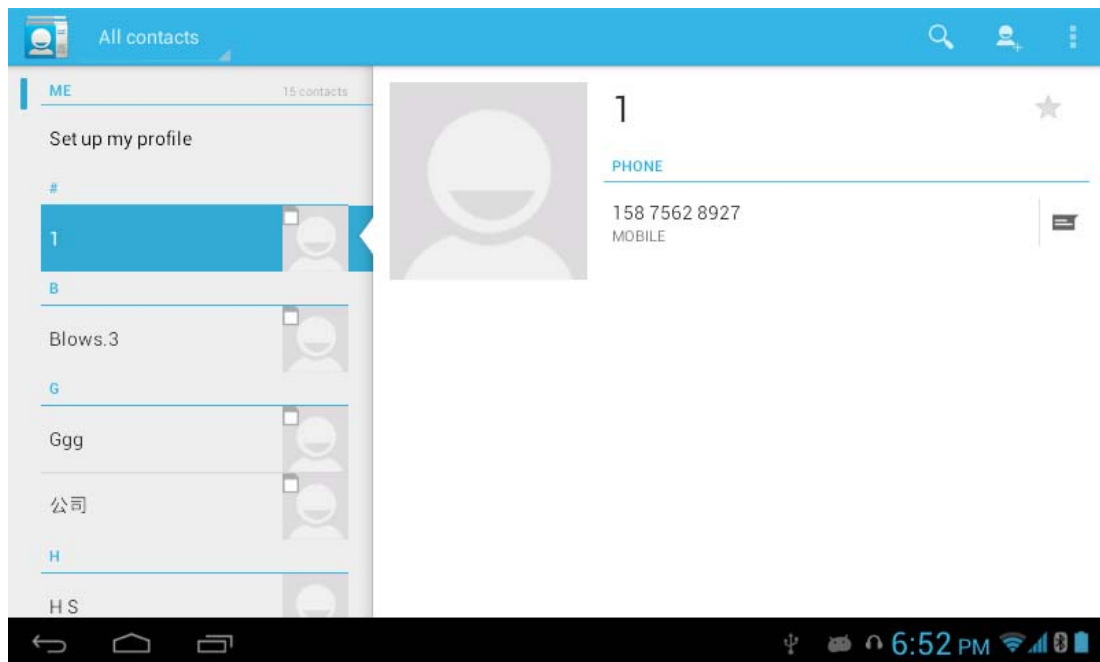 All contacts
ME
15 contacts
Set up my profile
#
1
B
Blows.3
G
Ggg
公司
H
H S
1
PHONE
158 7562 8927
MOBILE
6:52 PM